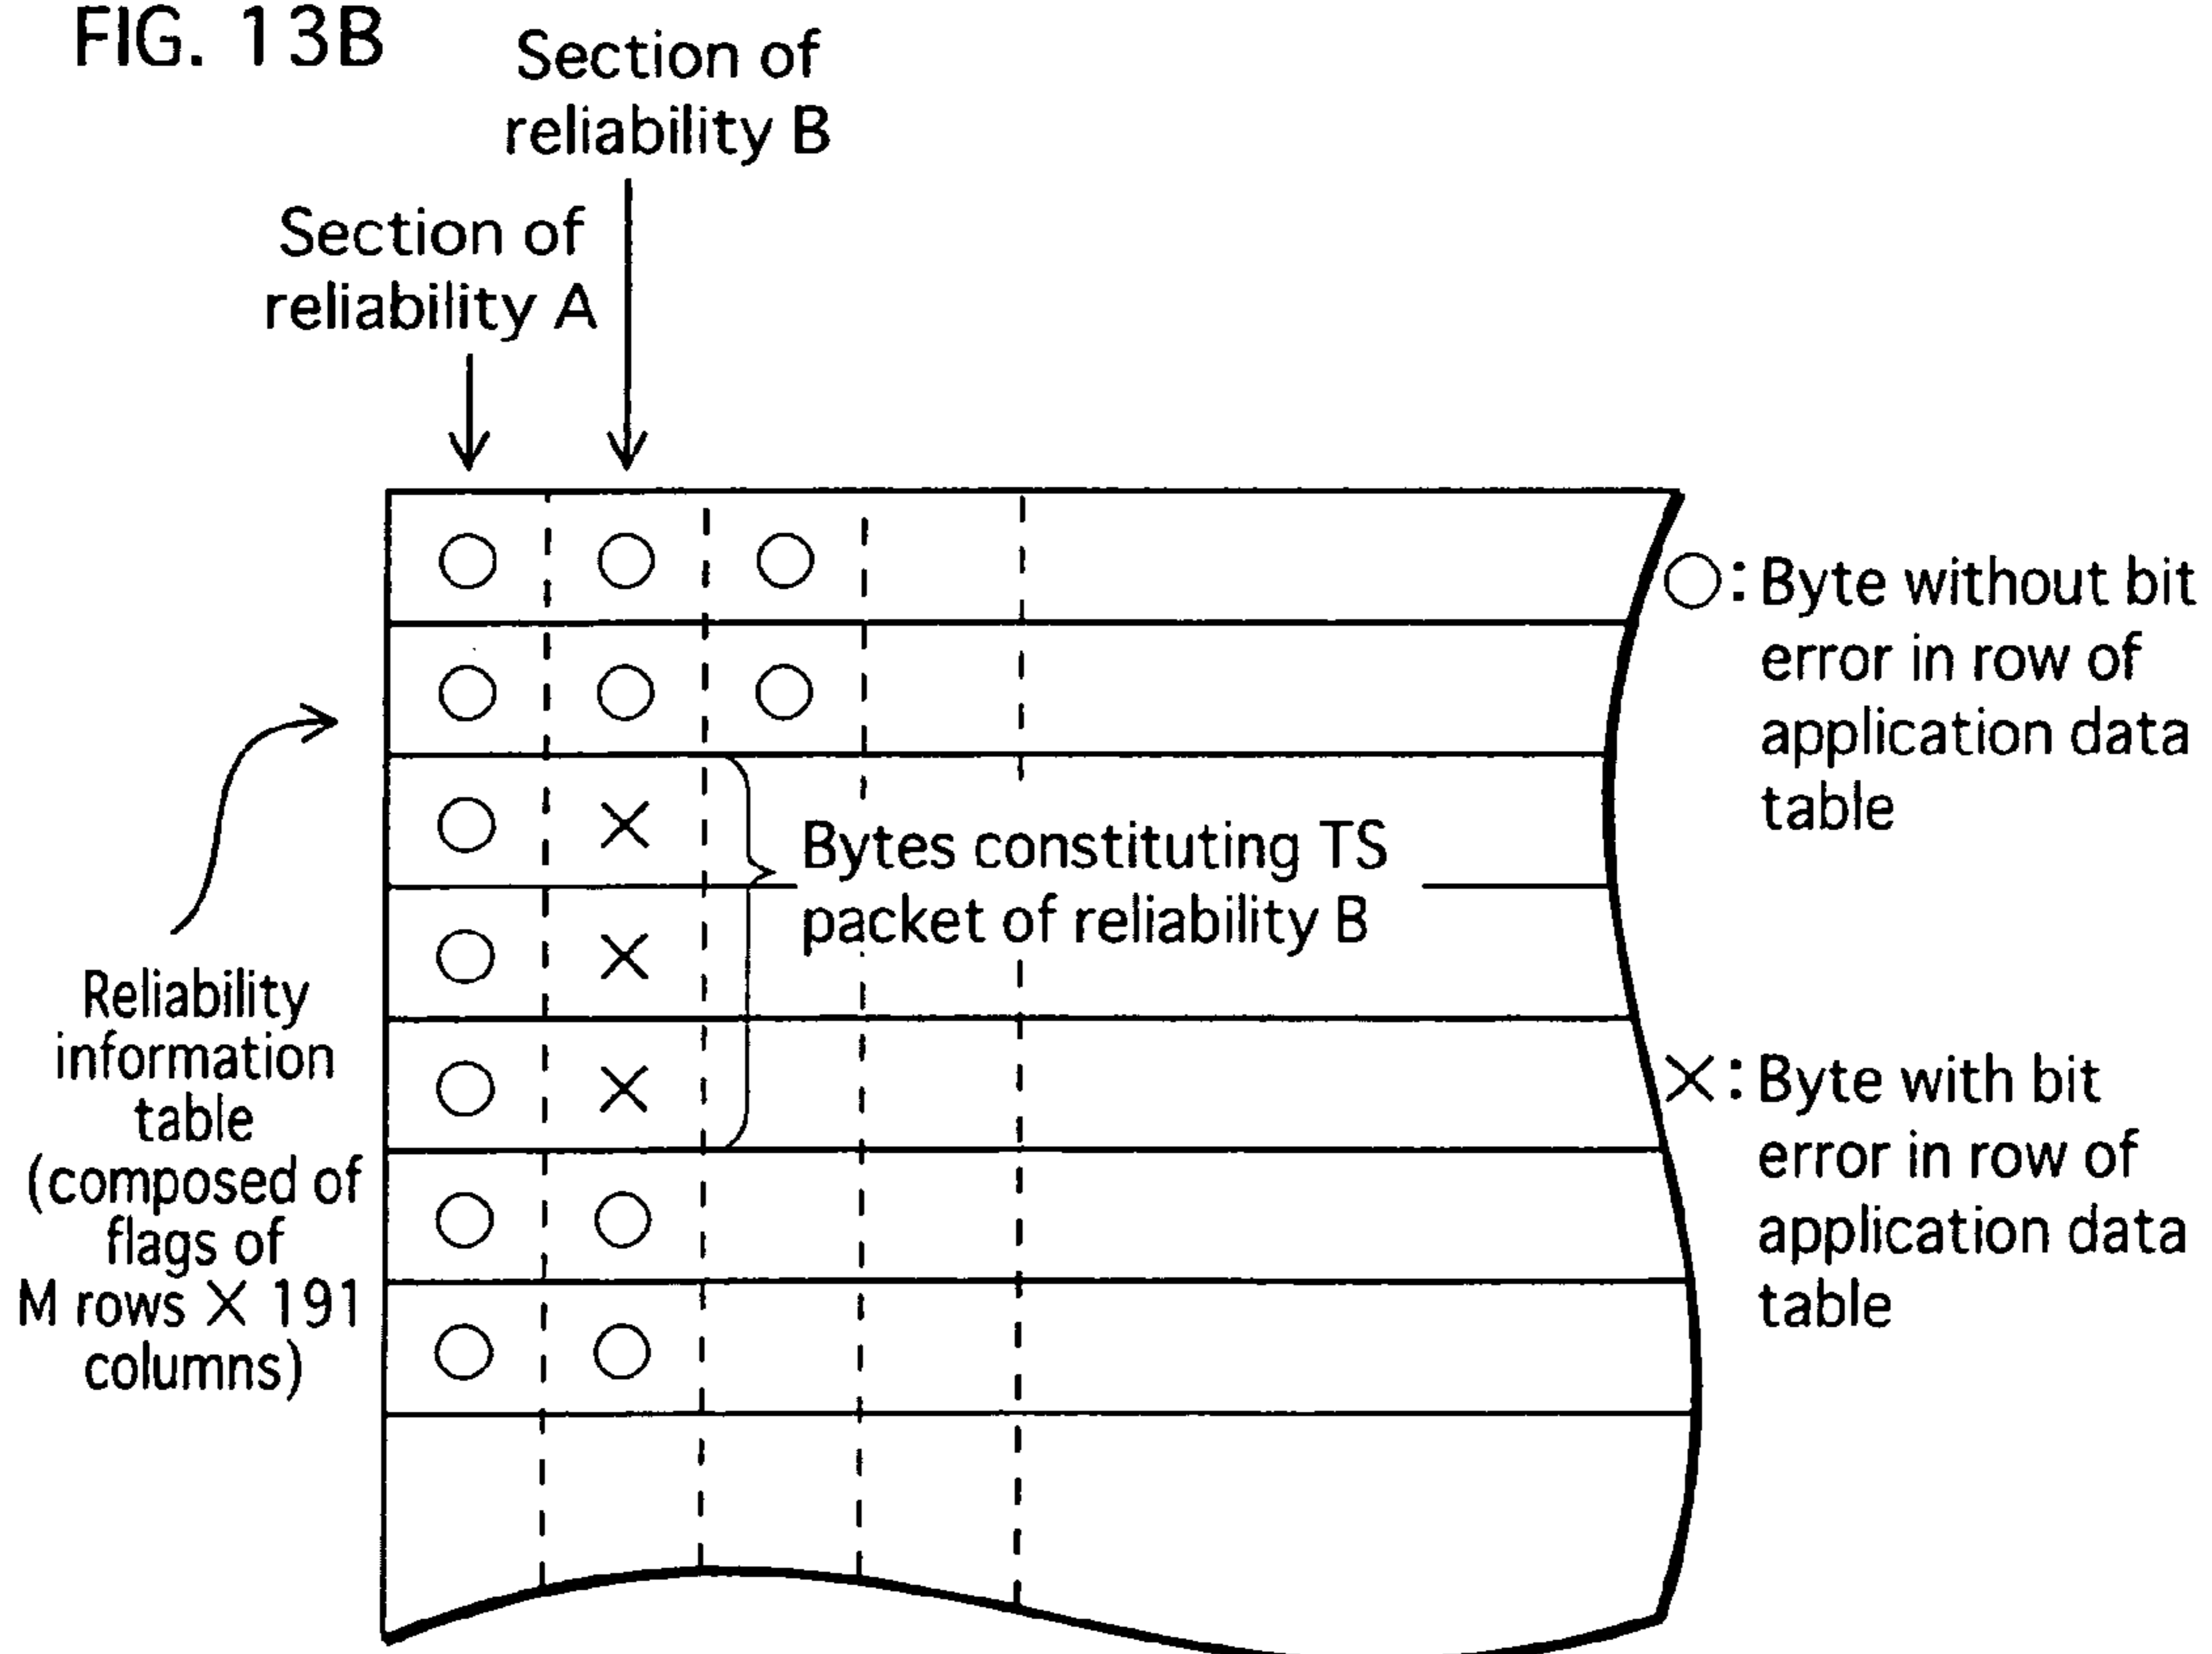 FIG. 13B
Section of
reliability B
Section of
reliability A
○: Byte without bit
error in row of
application data
table
Bytes constituting TS
packet of reliability B
Reliability
information
table
(composed of
flags of
M rows × 191
columns)
×: Byte with bit
error in row of
application data
table